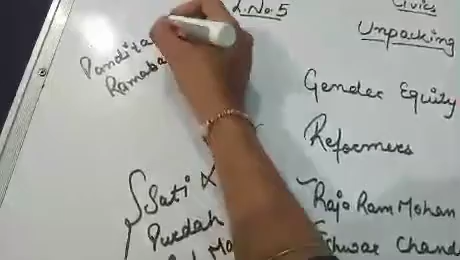 L.No.5
Civics
Unpacking
Pandita
Ramaba
Gender Equity
Reformers
Raja Ram Mohan
Sati X
Purdah
Chand